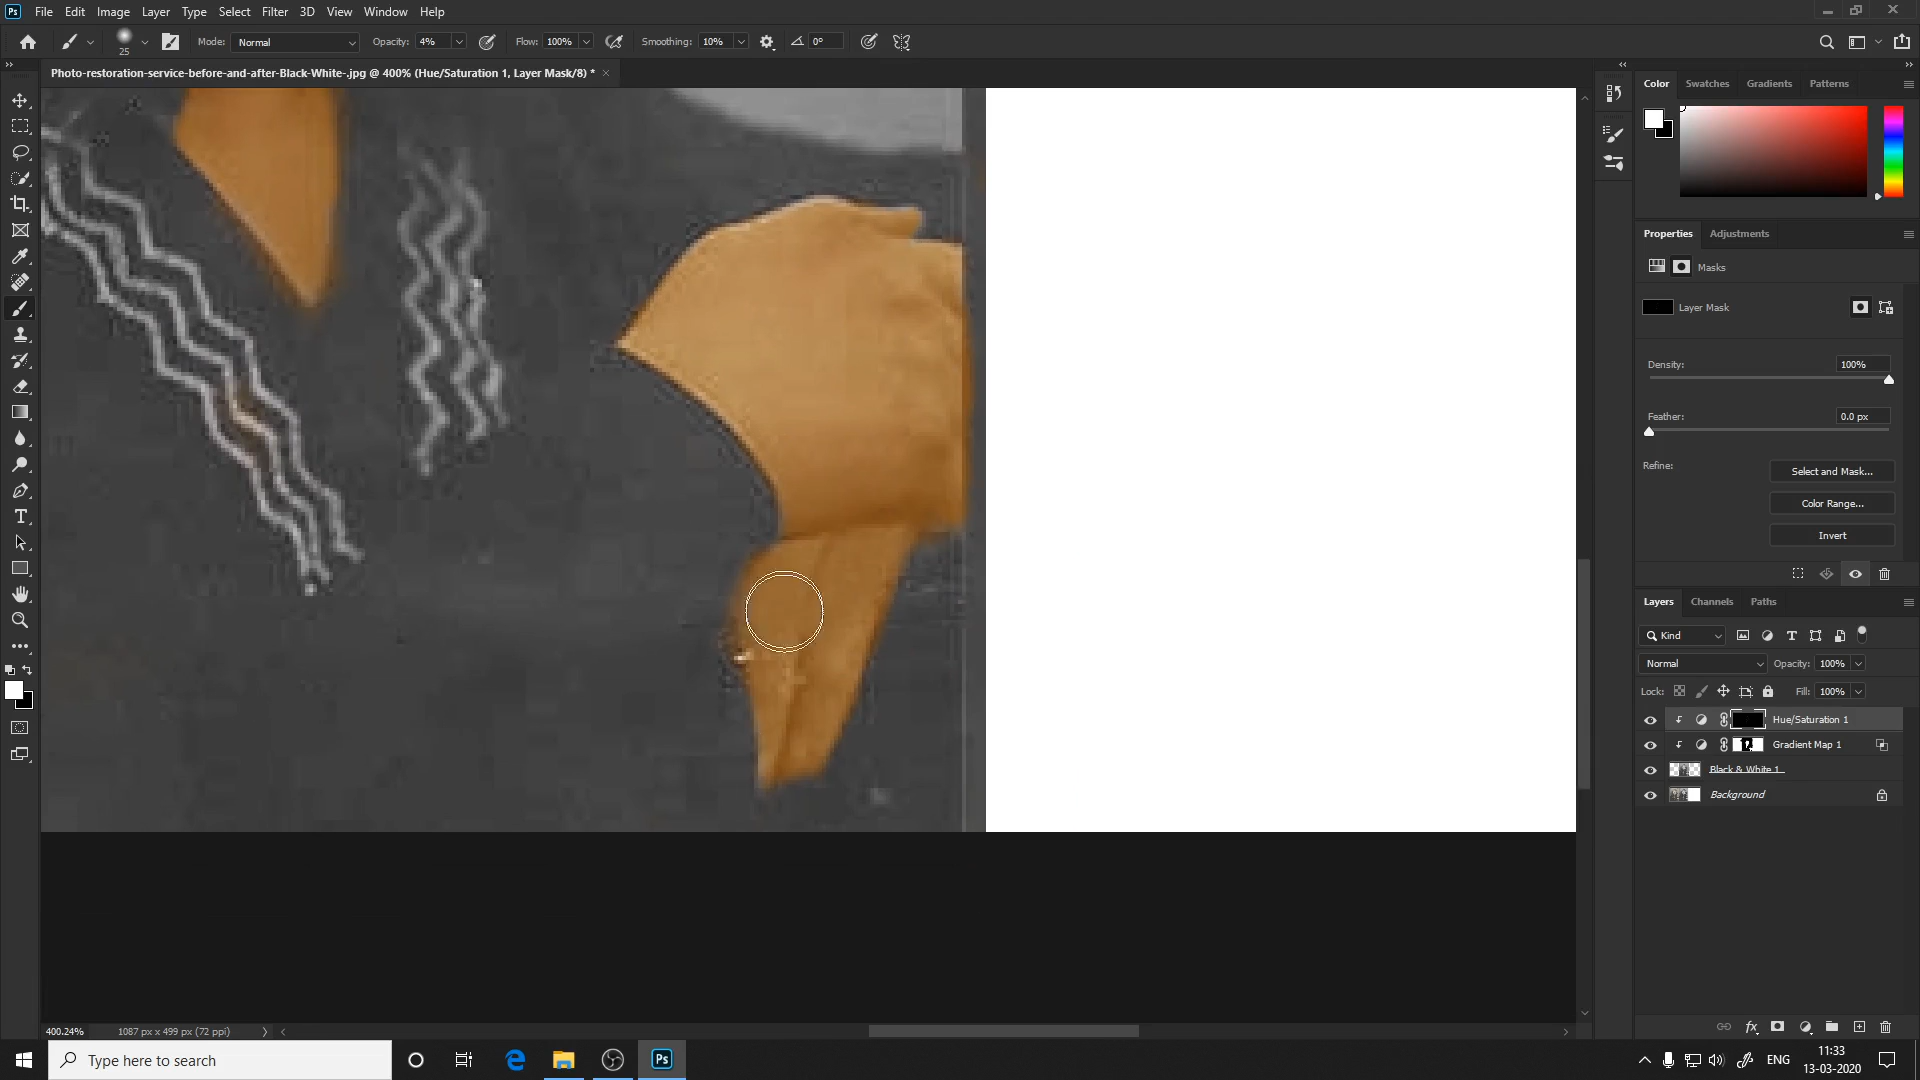 Ps File Edit Image Layer Type Select Filter 3D View Window Help
25 Mode: Normal Opacity: 4% Flow: 100% Smoothing: 10% 0°
Photo-restoration-service-before-and-after-Black-White-.jpg @ 400% (Hue/Saturation 1, Layer Mask/8) * ×
Color Swatches Gradients Patterns
Properties Adjustments
Masks
Layer Mask
Density: 100%
Feather: 0.0 px
Refine: Select and Mask...
Color Range...
Invert
Layers Channels Paths
Kind
Normal Opacity: 100%
Lock: Fill: 100%
Hue/Saturation 1
Gradient Map 1
Black & White 1
Background
fx
400.24% 1087 px x 499 px (72 ppi)
Type here to search
Ps
ENG
11:33
13-03-2020